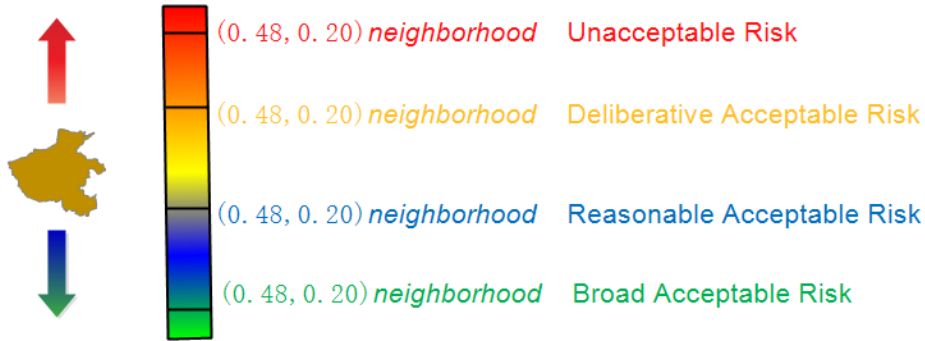 (0.48,0.20) neighborhood Unacceptable Risk
(0.48,0.20) neighborhood Deliberative Acceptable Risk
(0.48,0.20) neighborhood Reasonable Acceptable Risk
(0.48,0.20) neighborhood Broad Acceptable Risk